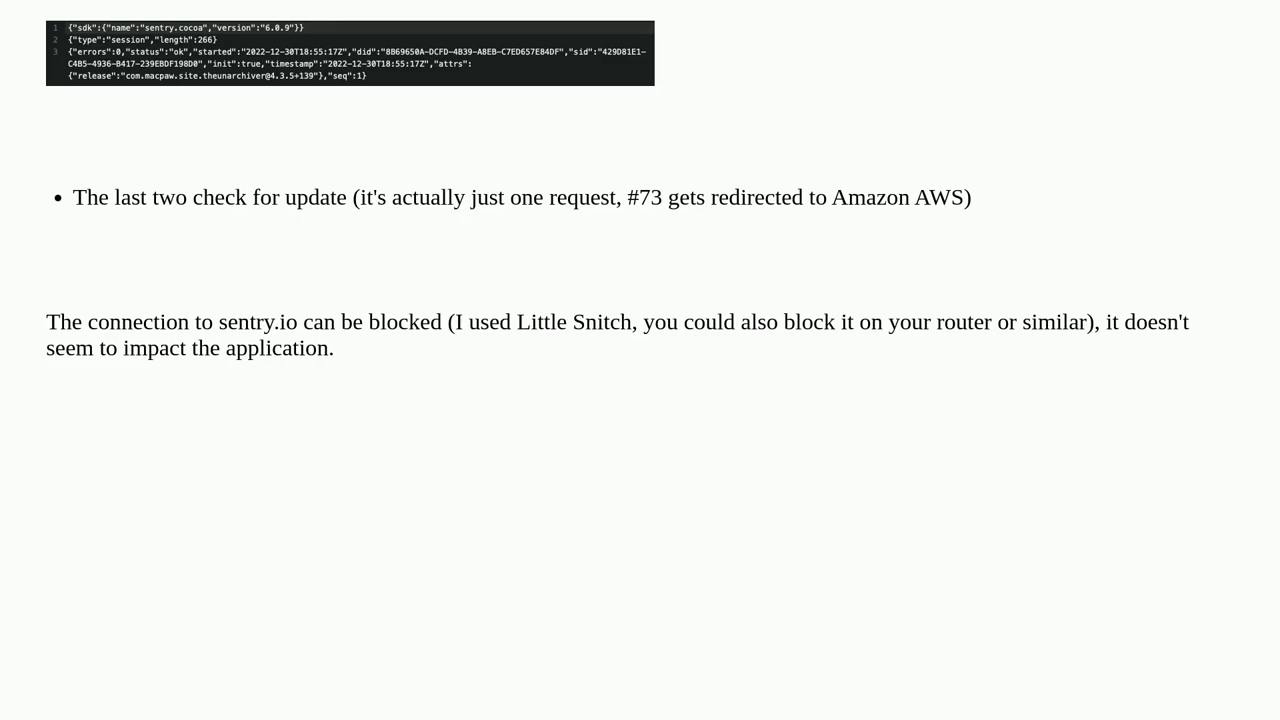 1 {"sdk":{"name":"sentry.cocoa","version":"6.0.9"}}
2 {"type":"session","length":266}
3 {"errors":0,"status":"ok","started":"2022-12-30T18:55:17Z","did":"8B69650A-DCFD-4B39-A8EB-C7ED657E84DF","sid":"429D81E1-
C4B5-4936-B417-239EBDF198D0","init":true,"timestamp":"2022-12-30T18:55:17Z","attrs":
{"release":"com.macpaw.site.theunarchiver@4.3.5+139"},"seq":1}
• The last two check for update (it's actually just one request, #73 gets redirected to Amazon AWS)
The connection to sentry.io can be blocked (I used Little Snitch, you could also block it on your router or similar), it doesn't
seem to impact the application.